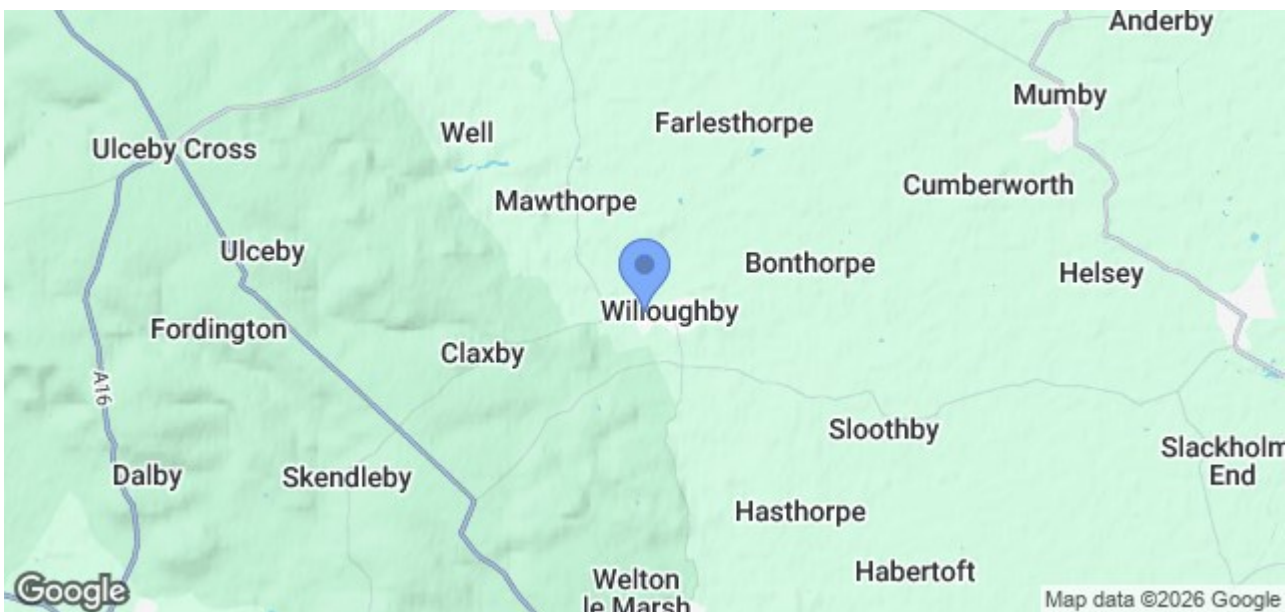 Anderby
Mumby
Farlesthorpe
Well
Ulceby Cross
Cumberworth
Mawthorpe
Ulceby
Bonthorpe
Helsey
Willoughby
Fordington
Claxby
A16
Sloothby
Slackholm
End
Dalby
Skendleby
Hasthorpe
Habertoft
Welton
le Marsh
Google
Map data ©2026 Google